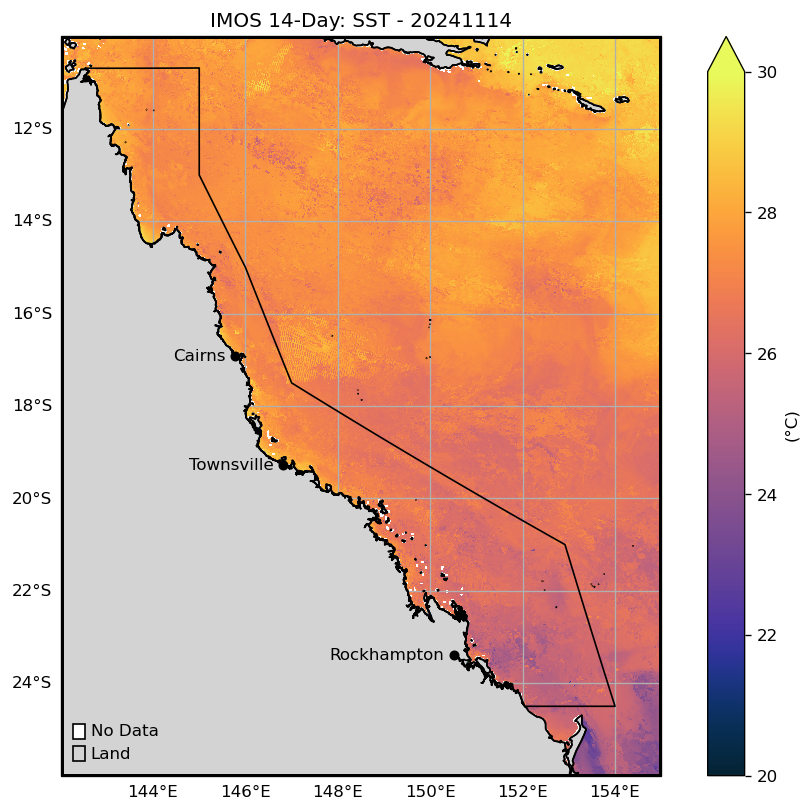 IMOS 14-Day: SST - 20241114
30
12°S
28
14°S
16°S
Cairns
26
(°C)
18°S
Townsville
24
20°S
22°S
22
Rockhampton
24°S
No Data
Land
20
144°E 146°E 148°E 150°E 152°E 154°E